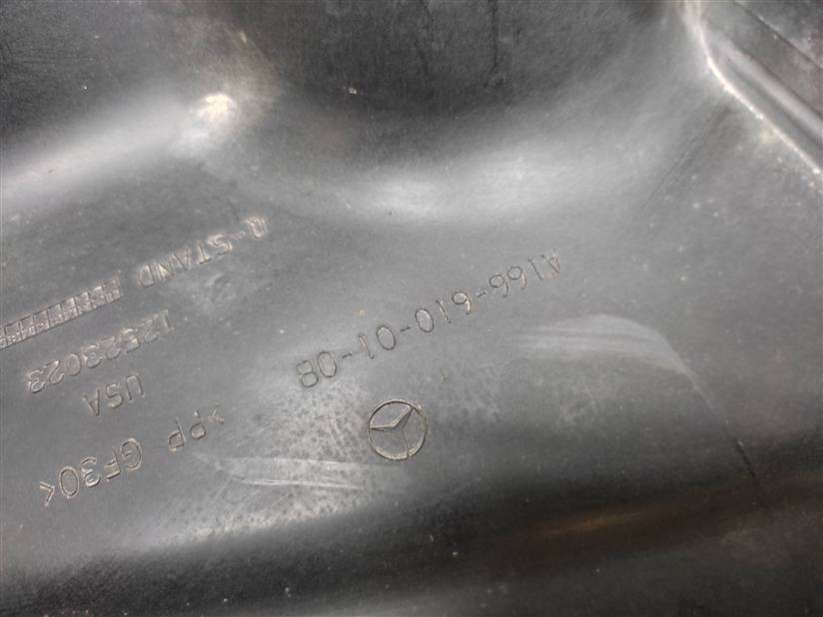 A166-610-01-08
Q-STAND
12523023
USA
>PP GF30<